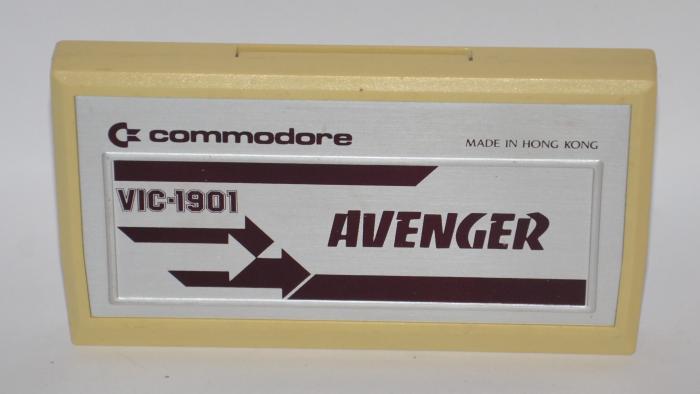 commodore
MADE IN HONG KONG
VIC-1901
AVENGER